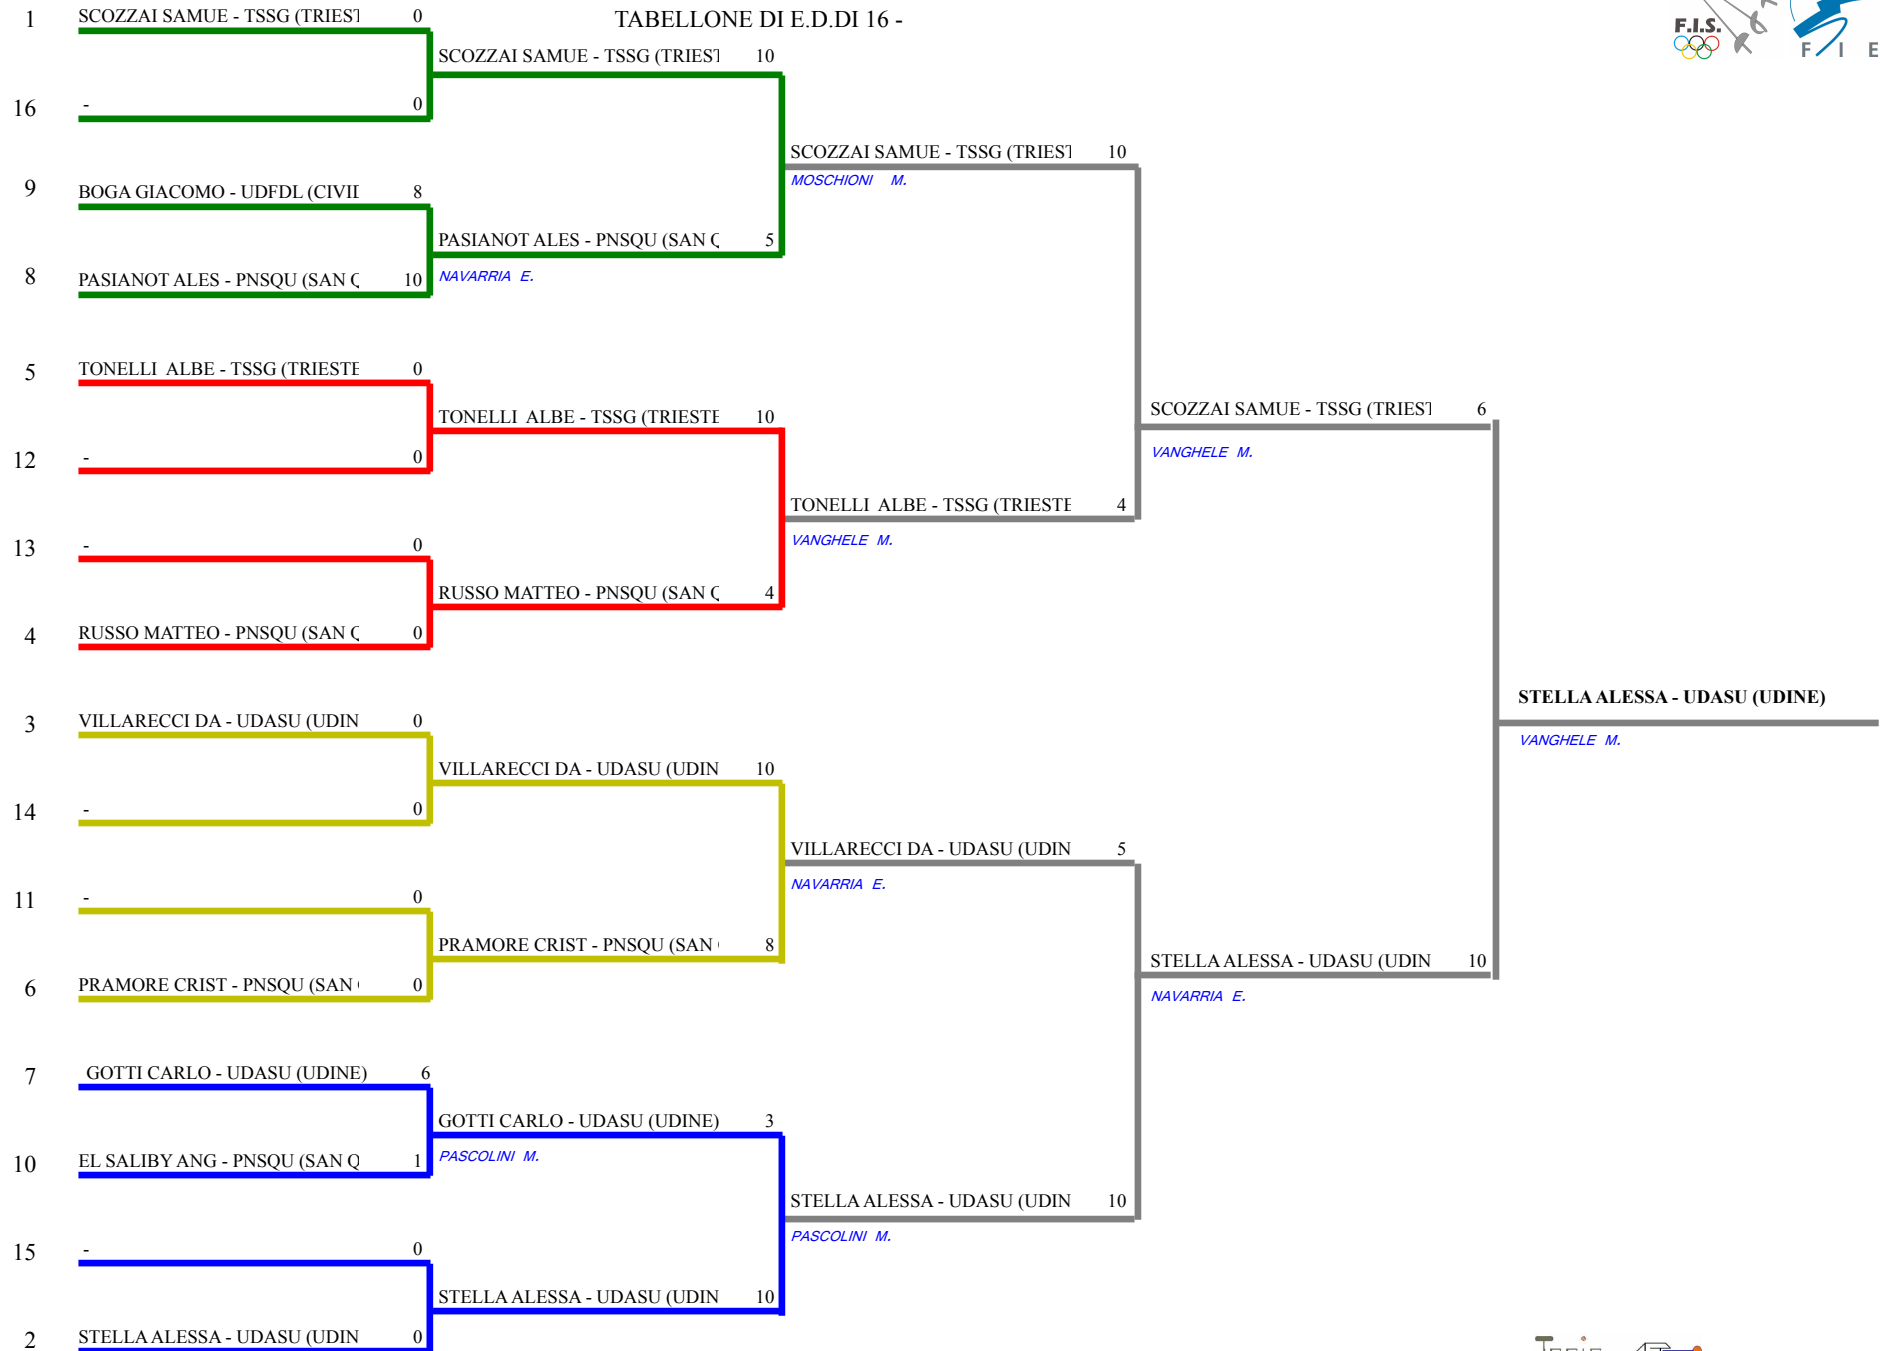 TABELLONE DI E.D.DI 16 -
F.I.S.
F I E
1 SCOZZAI SAMUE - TSSG (TRIEST 0
SCOZZAI SAMUE - TSSG (TRIEST 10
16 - 0
SCOZZAI SAMUE - TSSG (TRIEST 10
MOSCHIONI M.
9 BOGA GIACOMO - UDFDL (CIVIL 8
PASIANOT ALES - PNSQU (SAN Q 5
8 PASIANOT ALES - PNSQU (SAN Q 10
NAVARRIA E.
5 TONELLI ALBE - TSSG (TRIESTE 0
TONELLI ALBE - TSSG (TRIESTE 10
SCOZZAI SAMUE - TSSG (TRIEST 6
VANGHELE M.
12 - 0
TONELLI ALBE - TSSG (TRIESTE 4
VANGHELE M.
13 - 0
RUSSO MATTEO - PNSQU (SAN Q 4
4 RUSSO MATTEO - PNSQU (SAN Q 0
STELLA ALESSA - UDASU (UDINE)
VANGHELE M.
3 VILLARECCI DA - UDASU (UDIN 0
VILLARECCI DA - UDASU (UDIN 10
14 - 0
VILLARECCI DA - UDASU (UDIN 5
NAVARRIA E.
11 - 0
PRAMORE CRIST - PNSQU (SAN 8
STELLA ALESSA - UDASU (UDIN 10
NAVARRIA E.
6 PRAMORE CRIST - PNSQU (SAN 0
7 GOTTI CARLO - UDASU (UDINE) 6
GOTTI CARLO - UDASU (UDINE) 3
PASCOLINI M.
10 EL SALIBY ANG - PNSQU (SAN Q 1
STELLA ALESSA - UDASU (UDIN 10
PASCOLINI M.
15 - 0
STELLA ALESSA - UDASU (UDIN 10
2 STELLA ALESSA - UDASU (UDIN 0